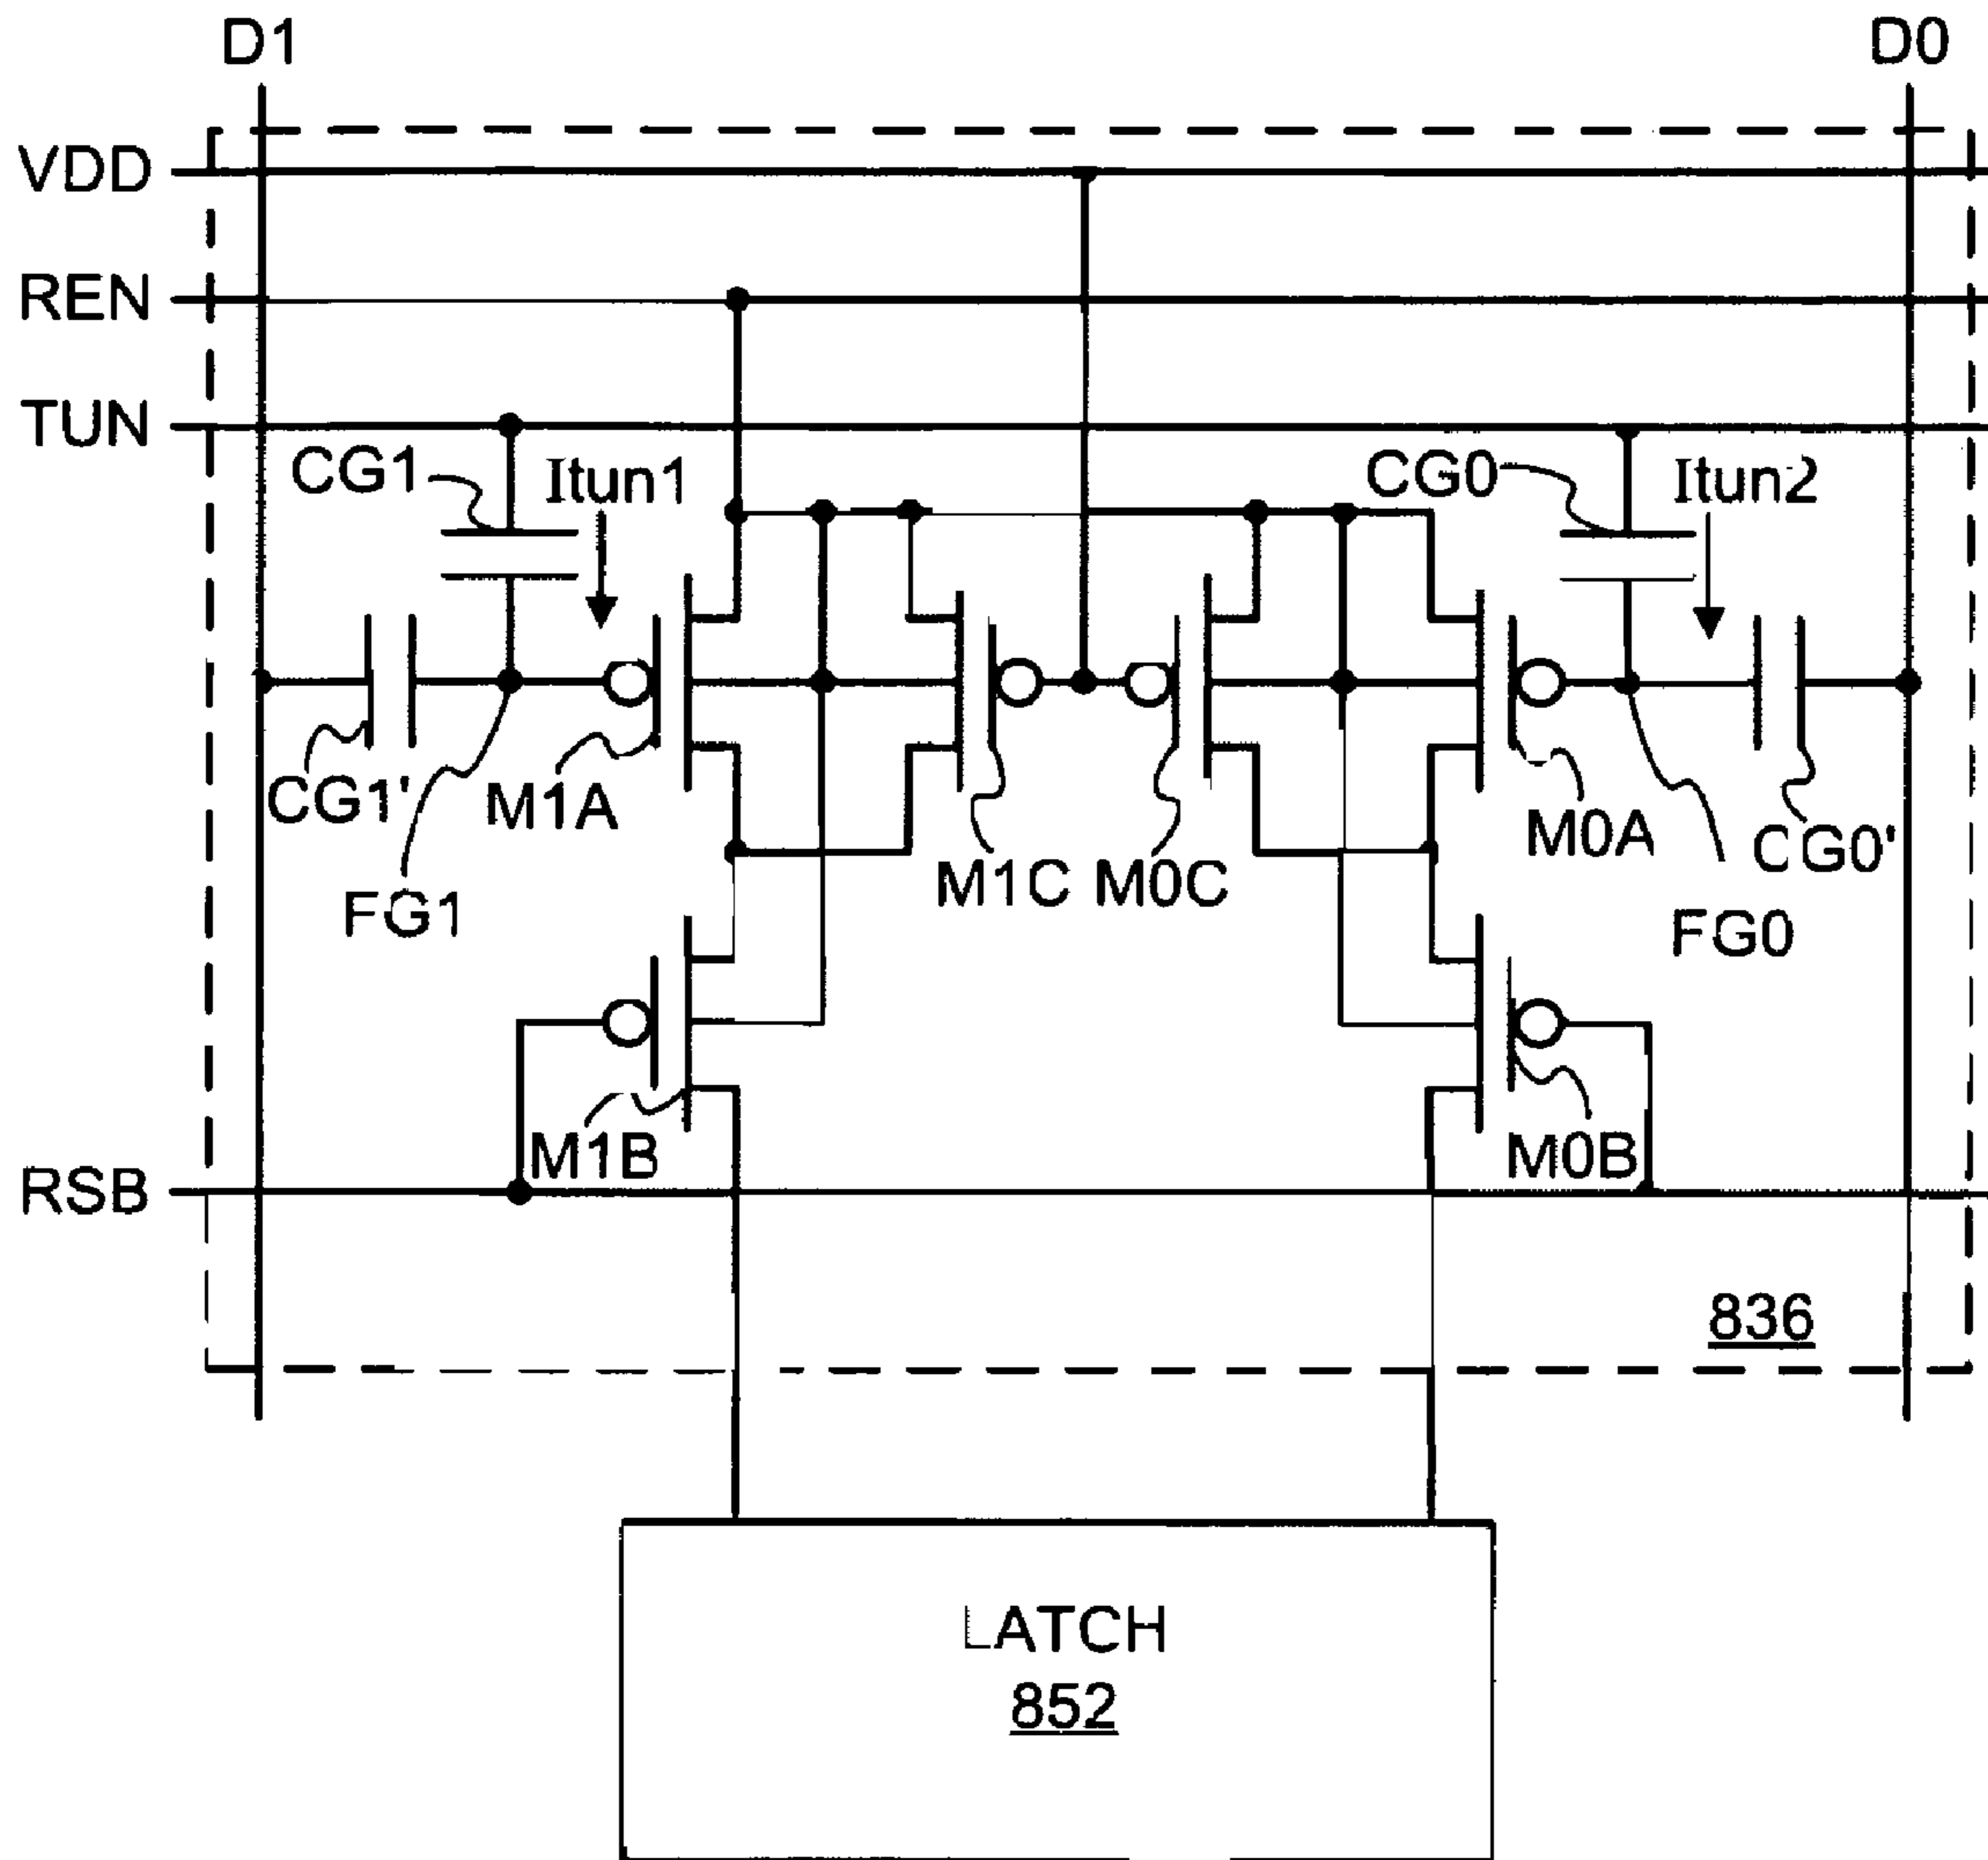 D1 D0
VDD
REN
TUN
CG1 Itun1 CG0 Itun2
CG1' M1A M0A CG0'
FG1 M1C M0C FG0
M1B M0B
RSB
836
LATCH
852